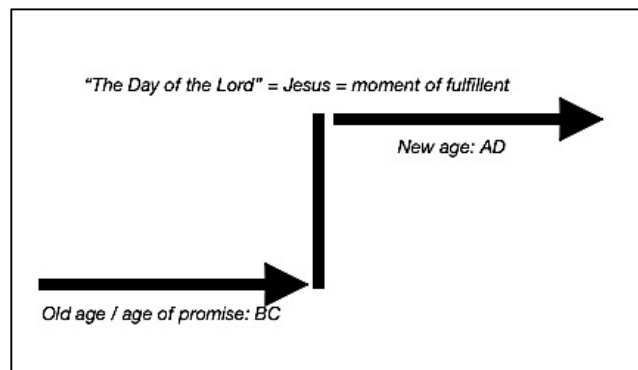 "The Day of the Lord" = Jesus = moment of fulfillent
New age: AD
Old age / age of promise: BC